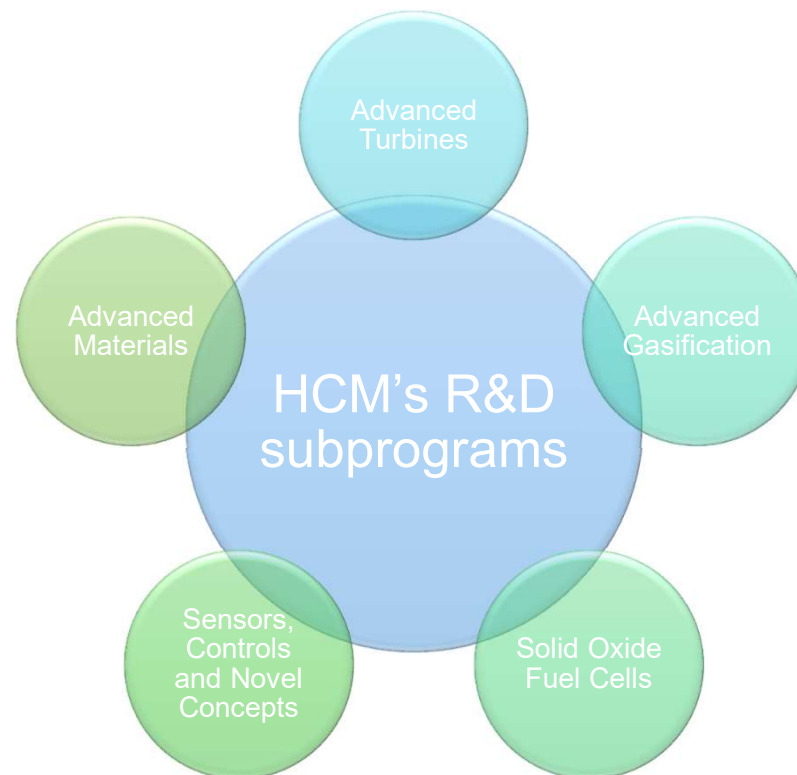 Advanced
Turbines
Advanced
Materials
Advanced
Gasification
HCM’s R&D
subprograms
Sensors,
Controls
and Novel
Concepts
Solid Oxide
Fuel Cells